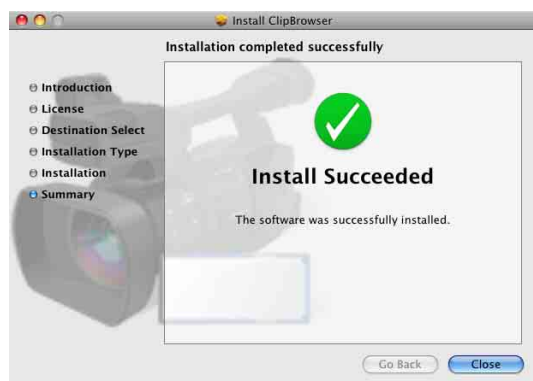 Install ClipBrowser
Installation completed successfully
Introduction
License
Destination Select
Installation Type
Installation
Summary
Install Succeeded
The software was successfully installed.
Go Back
Close